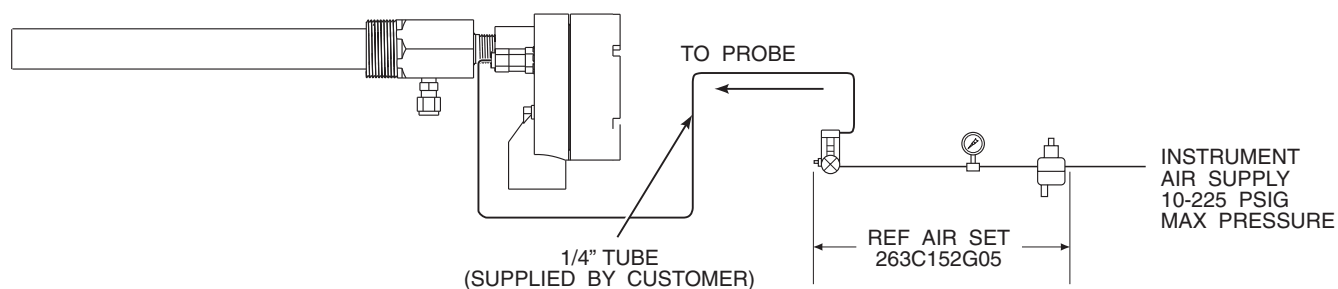 TO PROBE
INSTRUMENT
AIR SUPPLY
10-225 PSIG
MAX PRESSURE
REF AIR SET
263C152G05
1/4” TUBE
(SUPPLIED BY CUSTOMER)